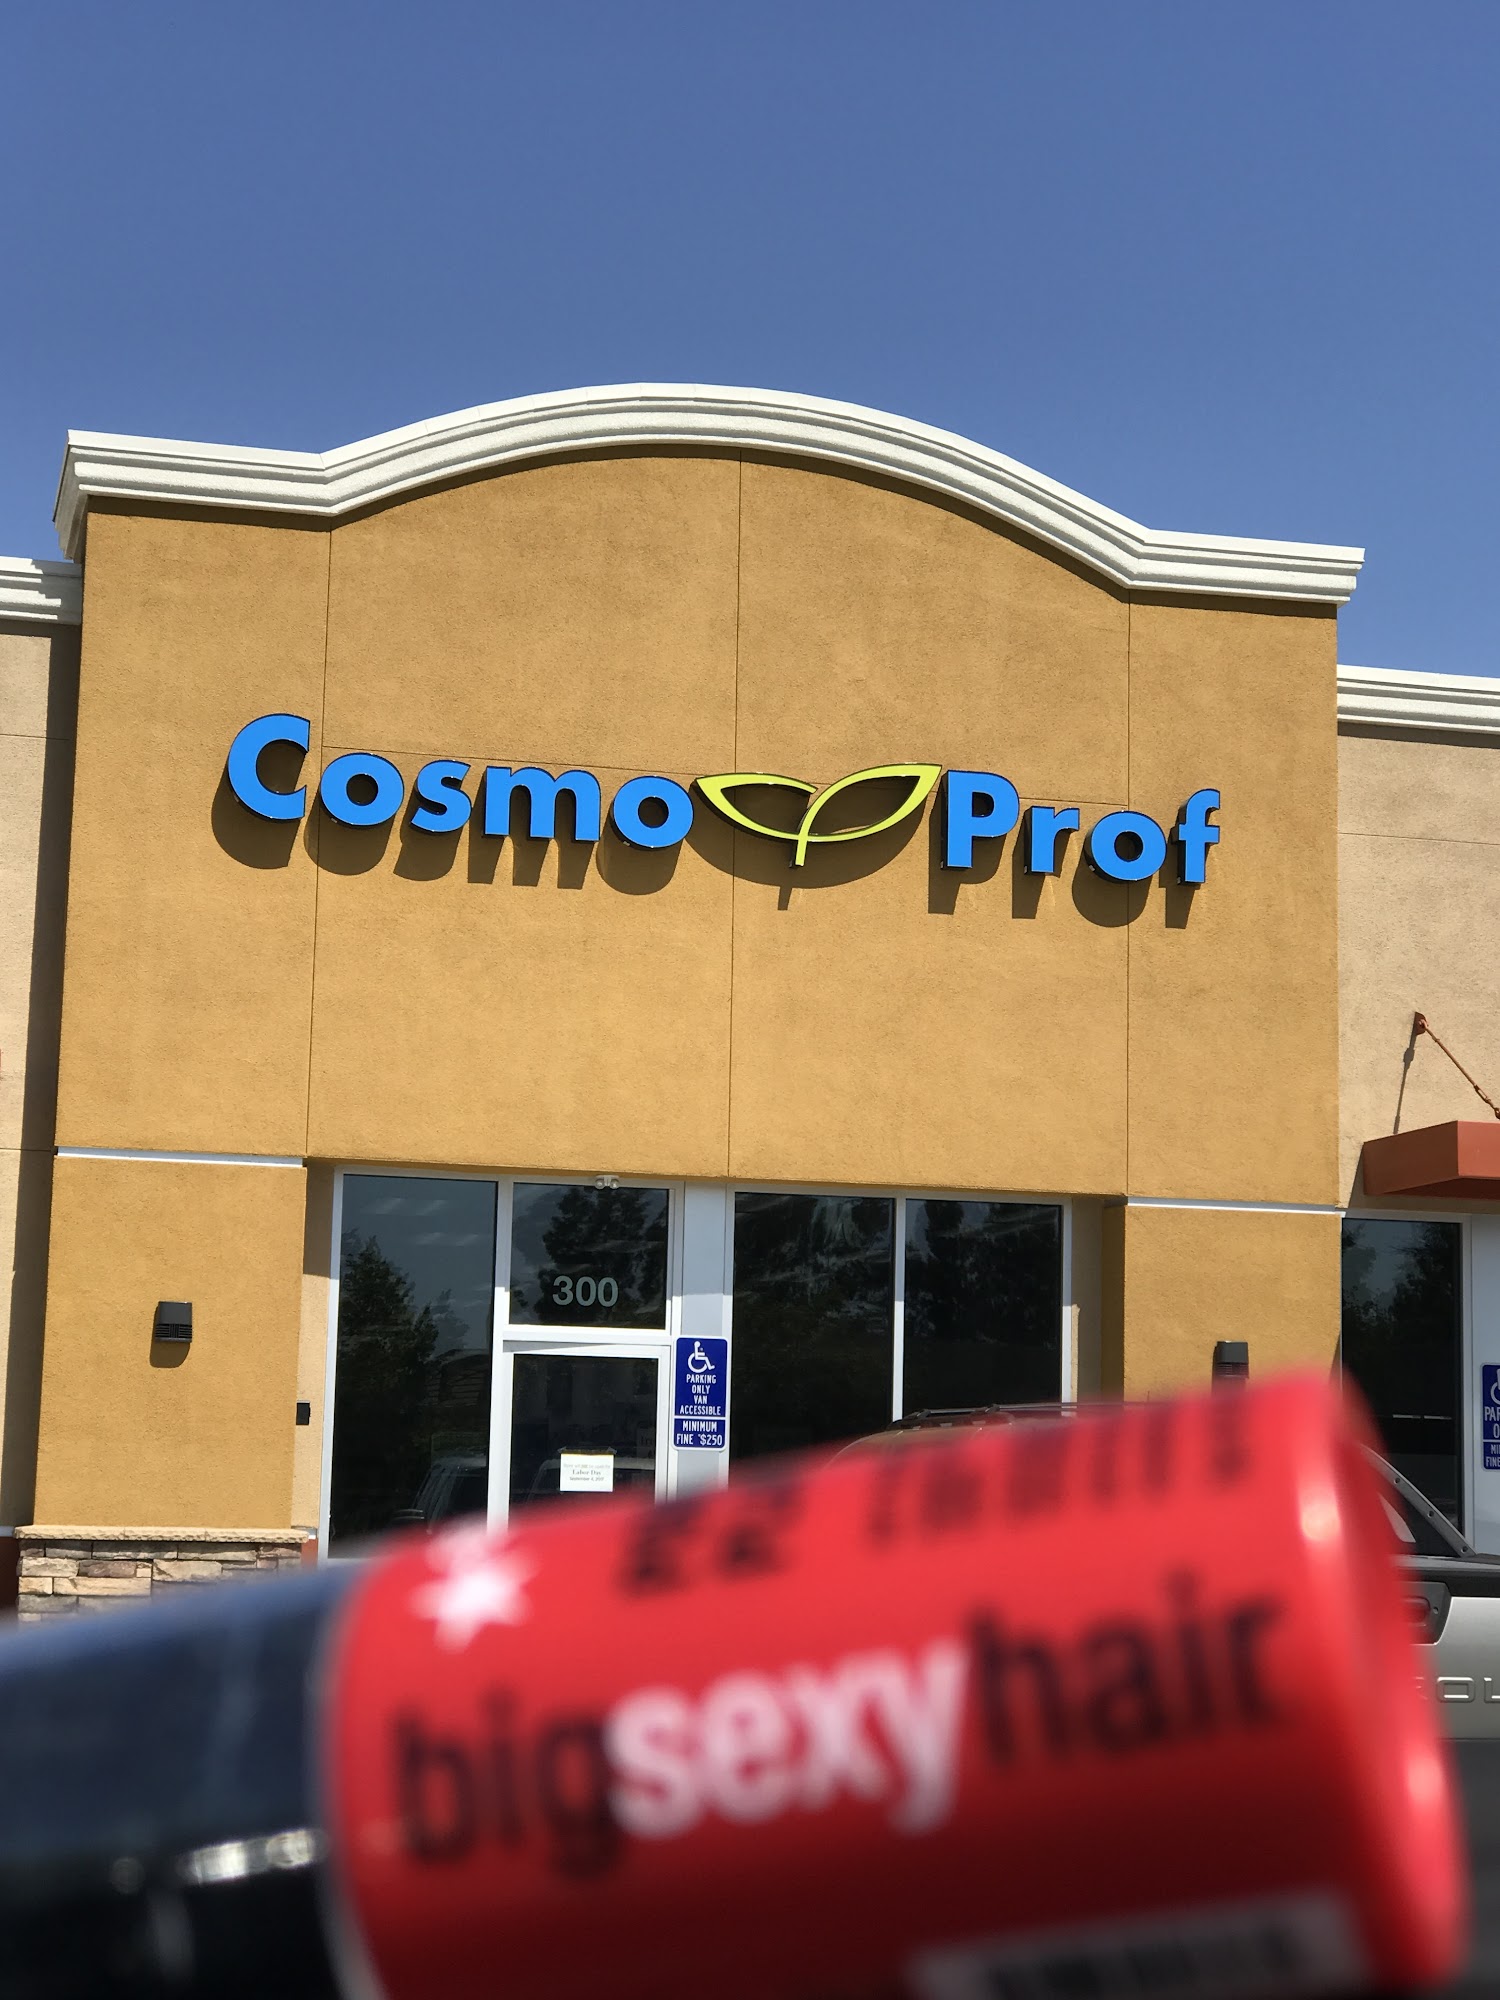 Cosmo Prof
300
PARKING
ONLY
VAN
ACCESSIBLE
MINIMUM
FINE $250
Labor Day
bigsexyhair